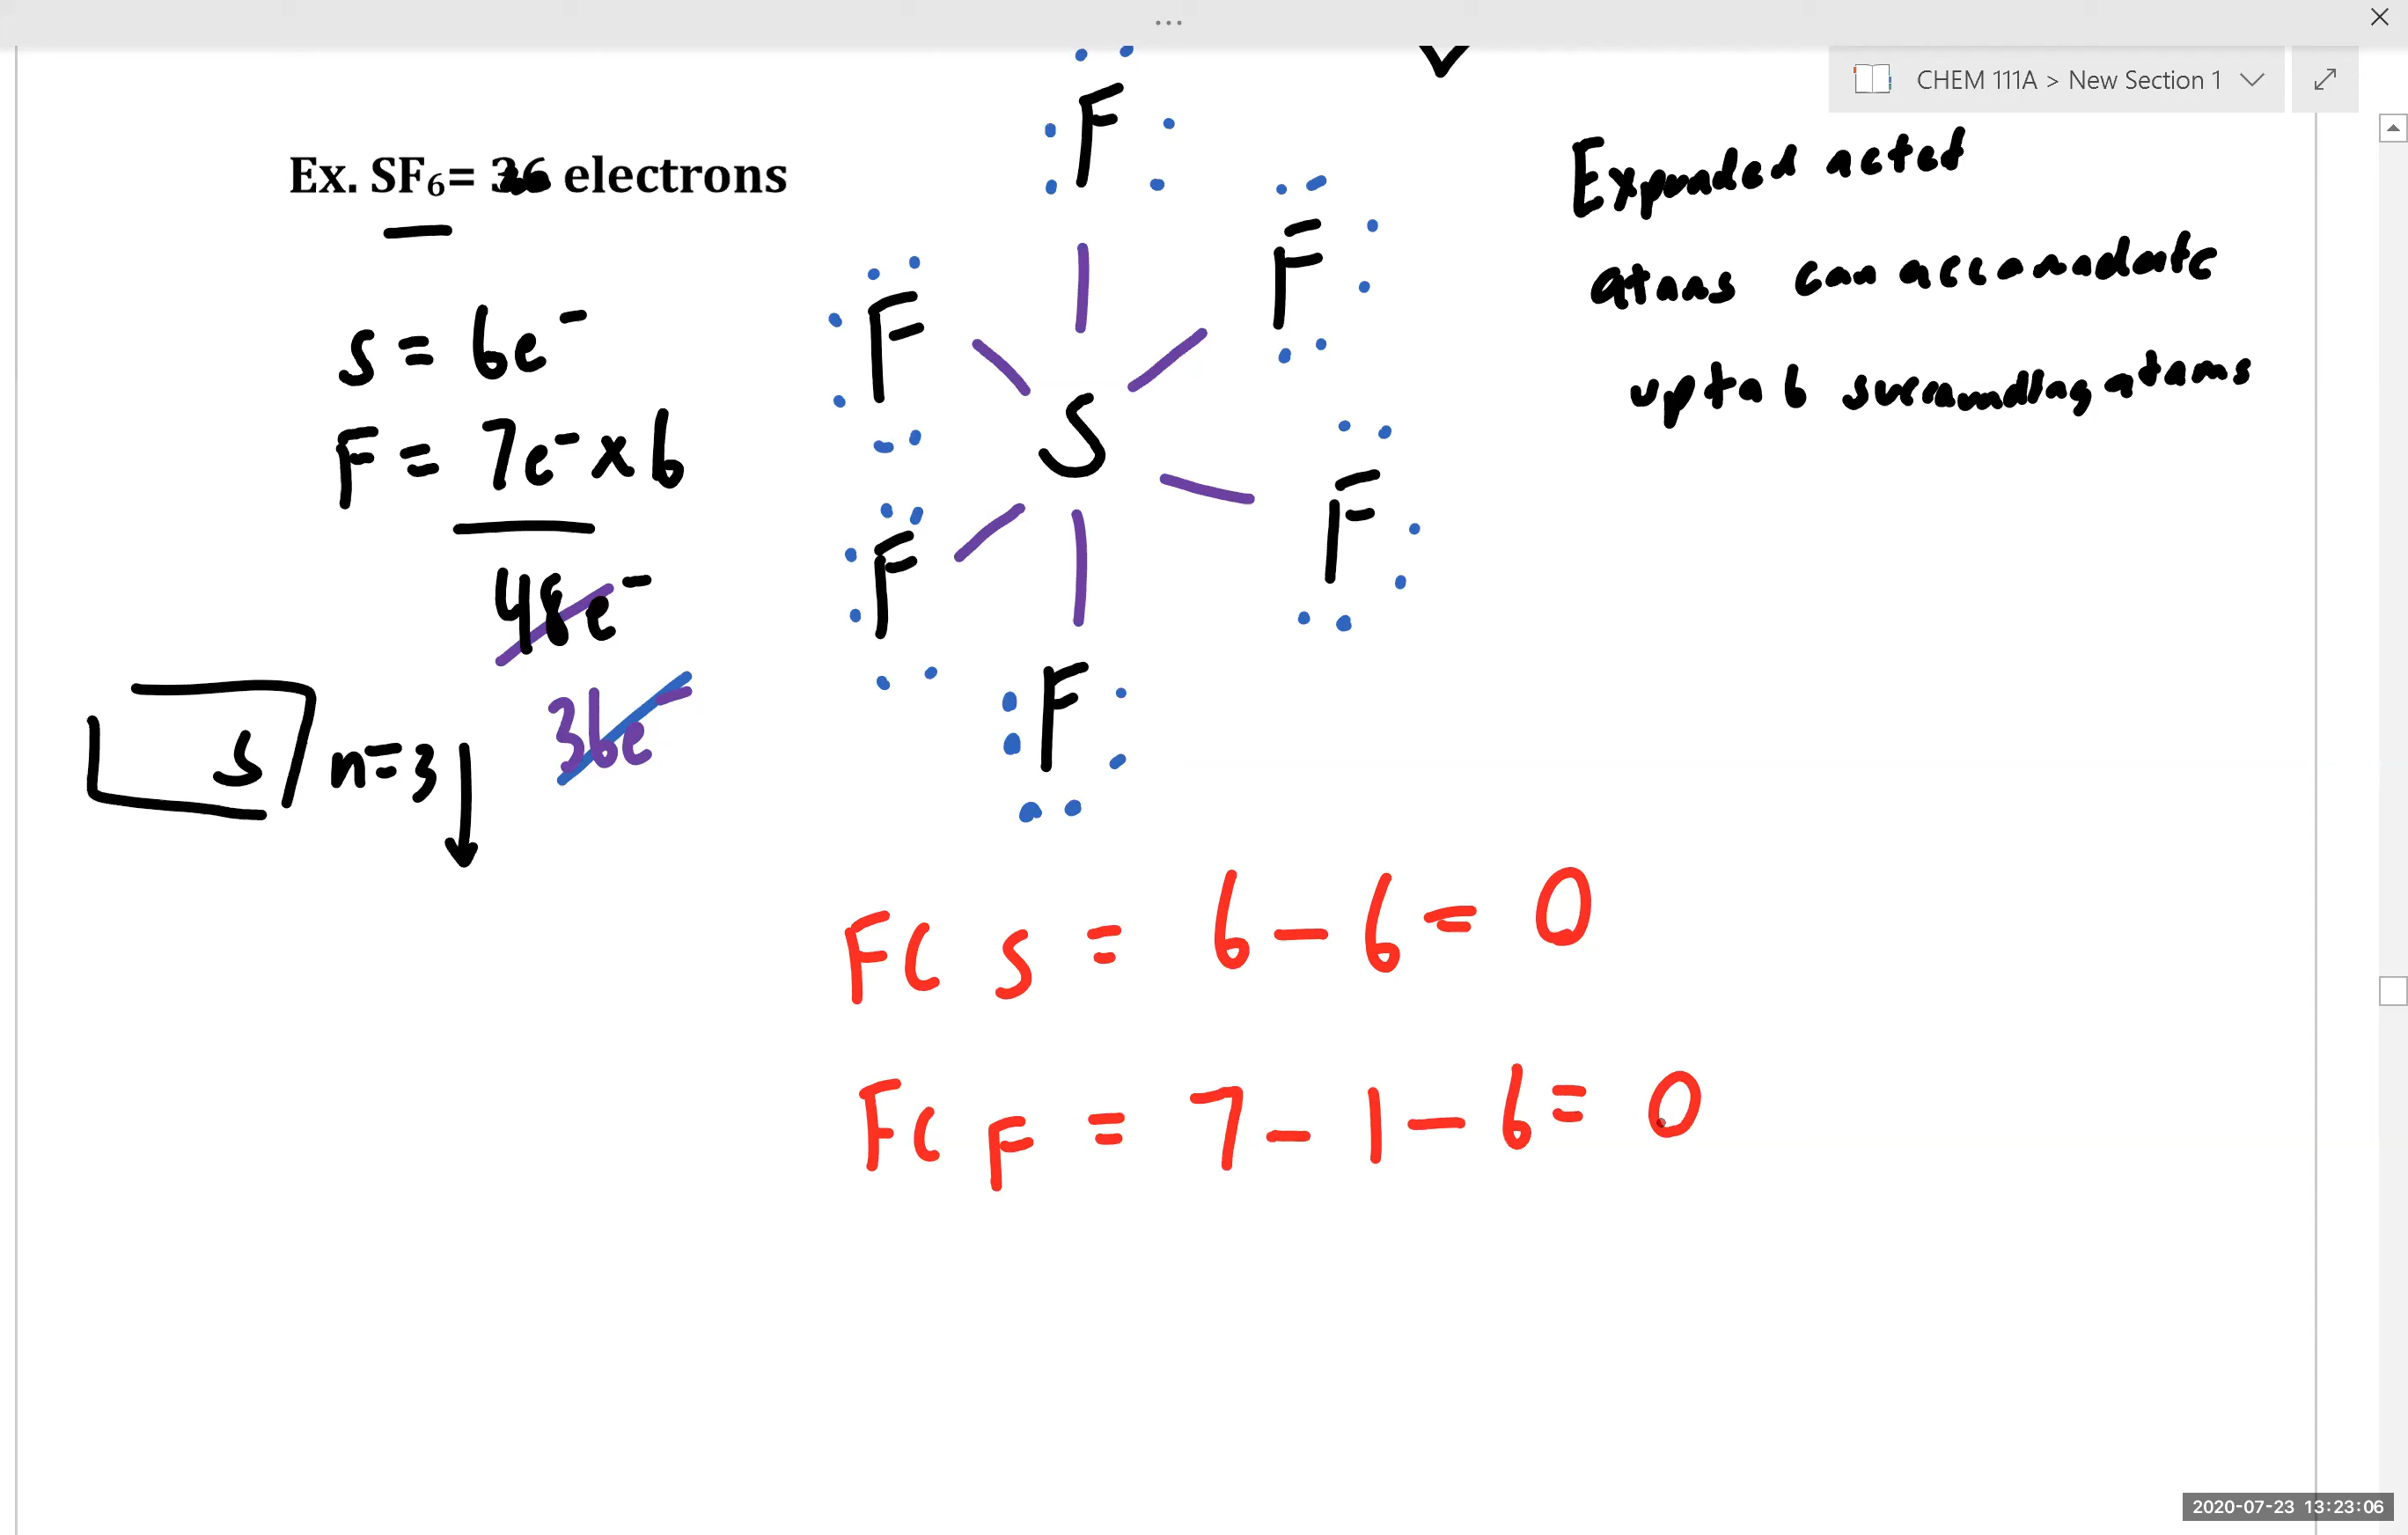 CHEM 111A > New Section 1
Ex. SF₆= 36 electrons
Expanded octet
atoms can accomodate
up to 6 surrounding atoms
S = 6e⁻
F = 7e⁻ x 6
48e⁻
36e⁻
S n=3
F
F
F
S
F
F
F
FC S = 6 - 6 = 0
FC F = 7 - 1 - 6 = 0
2020-07-23 13:23:06